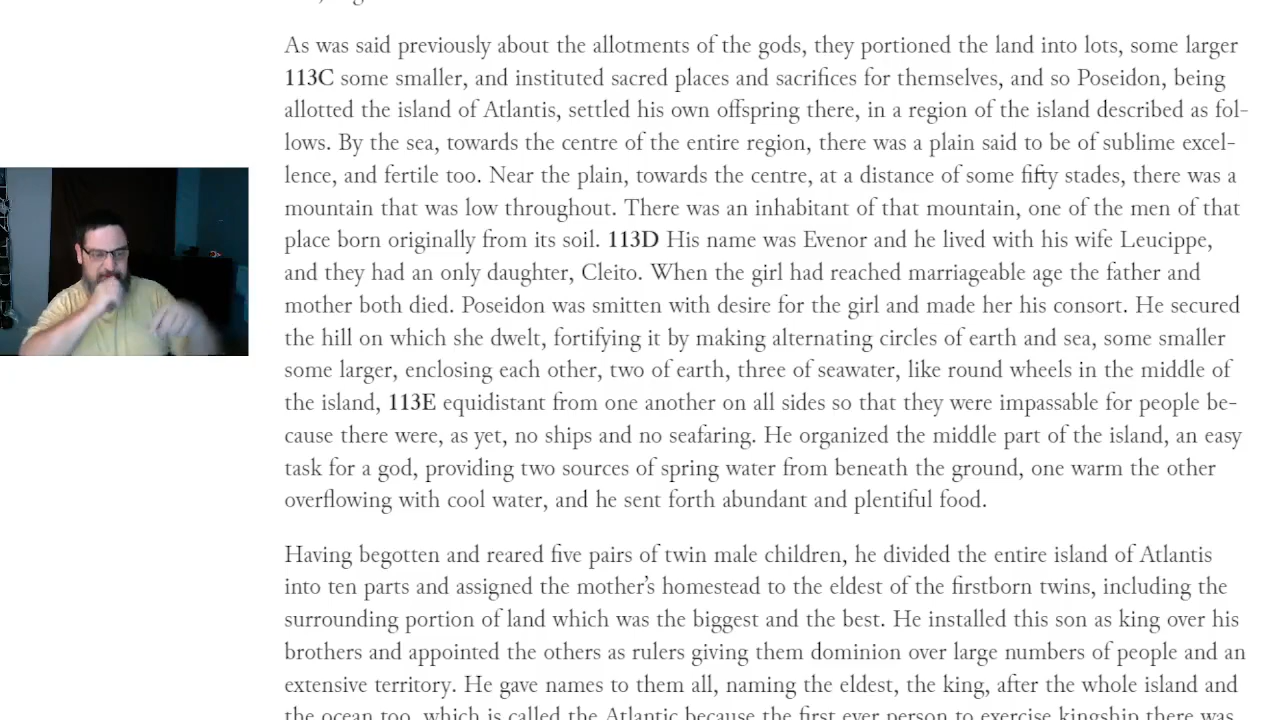 As was said previously about the allotments of the gods, they portioned the land into lots, some larger
113C some smaller, and instituted sacred places and sacrifices for themselves, and so Poseidon, being
allotted the island of Atlantis, settled his own offspring there, in a region of the island described as fol-
lows. By the sea, towards the centre of the entire region, there was a plain said to be of sublime excel-
lence, and fertile too. Near the plain, towards the centre, at a distance of some fifty stades, there was a
mountain that was low throughout. There was an inhabitant of that mountain, one of the men of that
place born originally from its soil. 113D His name was Evenor and he lived with his wife Leucippe,
and they had an only daughter, Cleito. When the girl had reached marriageable age the father and
mother both died. Poseidon was smitten with desire for the girl and made her his consort. He secured
the hill on which she dwelt, fortifying it by making alternating circles of earth and sea, some smaller
some larger, enclosing each other, two of earth, three of seawater, like round wheels in the middle of
the island, 113E equidistant from one another on all sides so that they were impassable for people be-
cause there were, as yet, no ships and no seafaring. He organized the middle part of the island, an easy
task for a god, providing two sources of spring water from beneath the ground, one warm the other
overflowing with cool water, and he sent forth abundant and plentiful food.
Having begotten and reared five pairs of twin male children, he divided the entire island of Atlantis
into ten parts and assigned the mother's homestead to the eldest of the firstborn twins, including the
surrounding portion of land which was the biggest and the best. He installed this son as king over his
brothers and appointed the others as rulers giving them dominion over large numbers of people and an
extensive territory. He gave names to them all, naming the eldest, the king, after the whole island and
the ocean too, which is called the Atlantic because the first ever person to exercise kingship there was